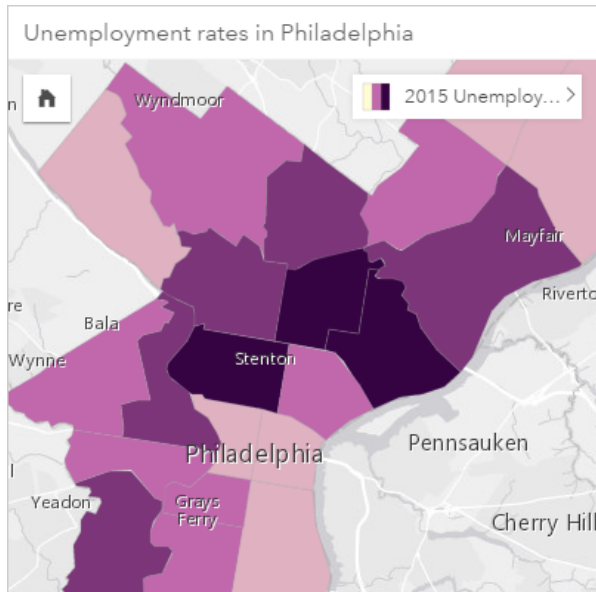 Unemployment rates in Philadelphia
Wyndmoor
n
2015 Unemploy...
Mayfair
Riverto
re
Bala
Wynne
Stenton
Philadelphia
Pennsauken
l
Yeadon
Grays
Ferry
Cherry Hill